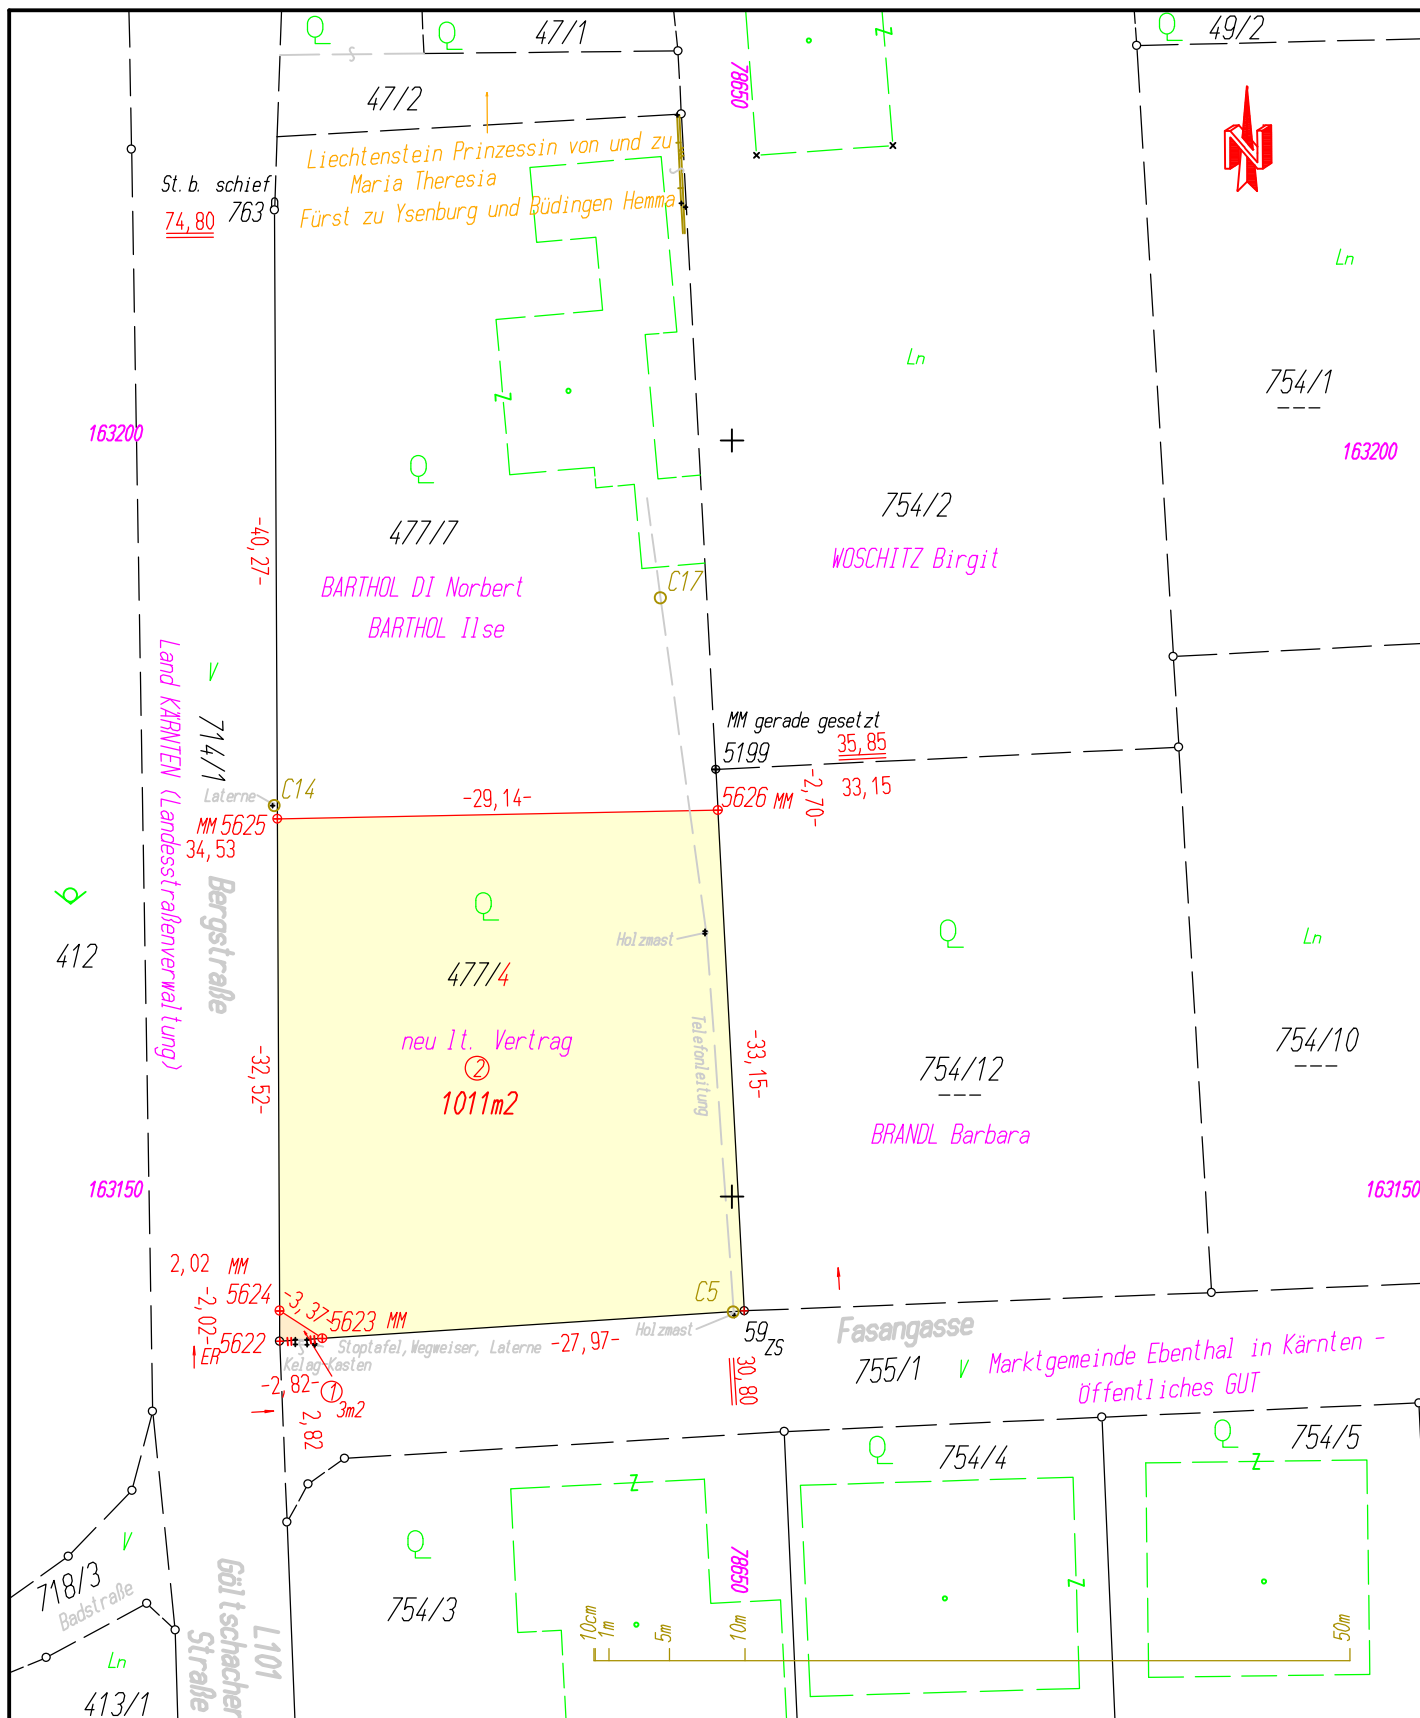 47/1
49/2
47/2
78650
Liechtenstein Prinzessin von und zu
Maria Theresia
Fürst zu Ysenburg und Büdingen Hemma
St.b. schief
763
74,80
N
Ln
Ln
754/1
163200
163200
477/7
754/2
-40,27-
BARTHOL DI Norbert
BARTHOL Ilse
WOSCHITZ Birgit
C17
Land KÄRNTEN (Landesstraßenverwaltung)
V
714/1
MM gerade gesetzt
5199
35,85
33,15
-2,70-
Laterne
C14
-29,14-
5626 MM
MM 5625
34,53
Bergstraße
412
Holzmast
477/4
Ln
neu lt. Vertrag
2
1011m2
Telefonleitung
-33,15-
-32,52-
754/12
754/10
BRANDL Barbara
163150
163150
2,02 MM
5624
-3,37-
5623 MM
-2,02-
5622
ER
C5
Holzmast
59
ZS
Stoptafel,Wegweiser, Laterne
-27,97-
Kelag-Kasten
-2,82-
1
3m2
2,82
30,80
Fasangasse
755/1
V
Marktgemeinde Ebenthal in Kärnten -
Öffentliches GUT
754/4
754/5
V
718/3
Badstraße
754/3
78650
L101
Göltschacher
Straße
Ln
413/1
10cm
1m
5m
10m
50m